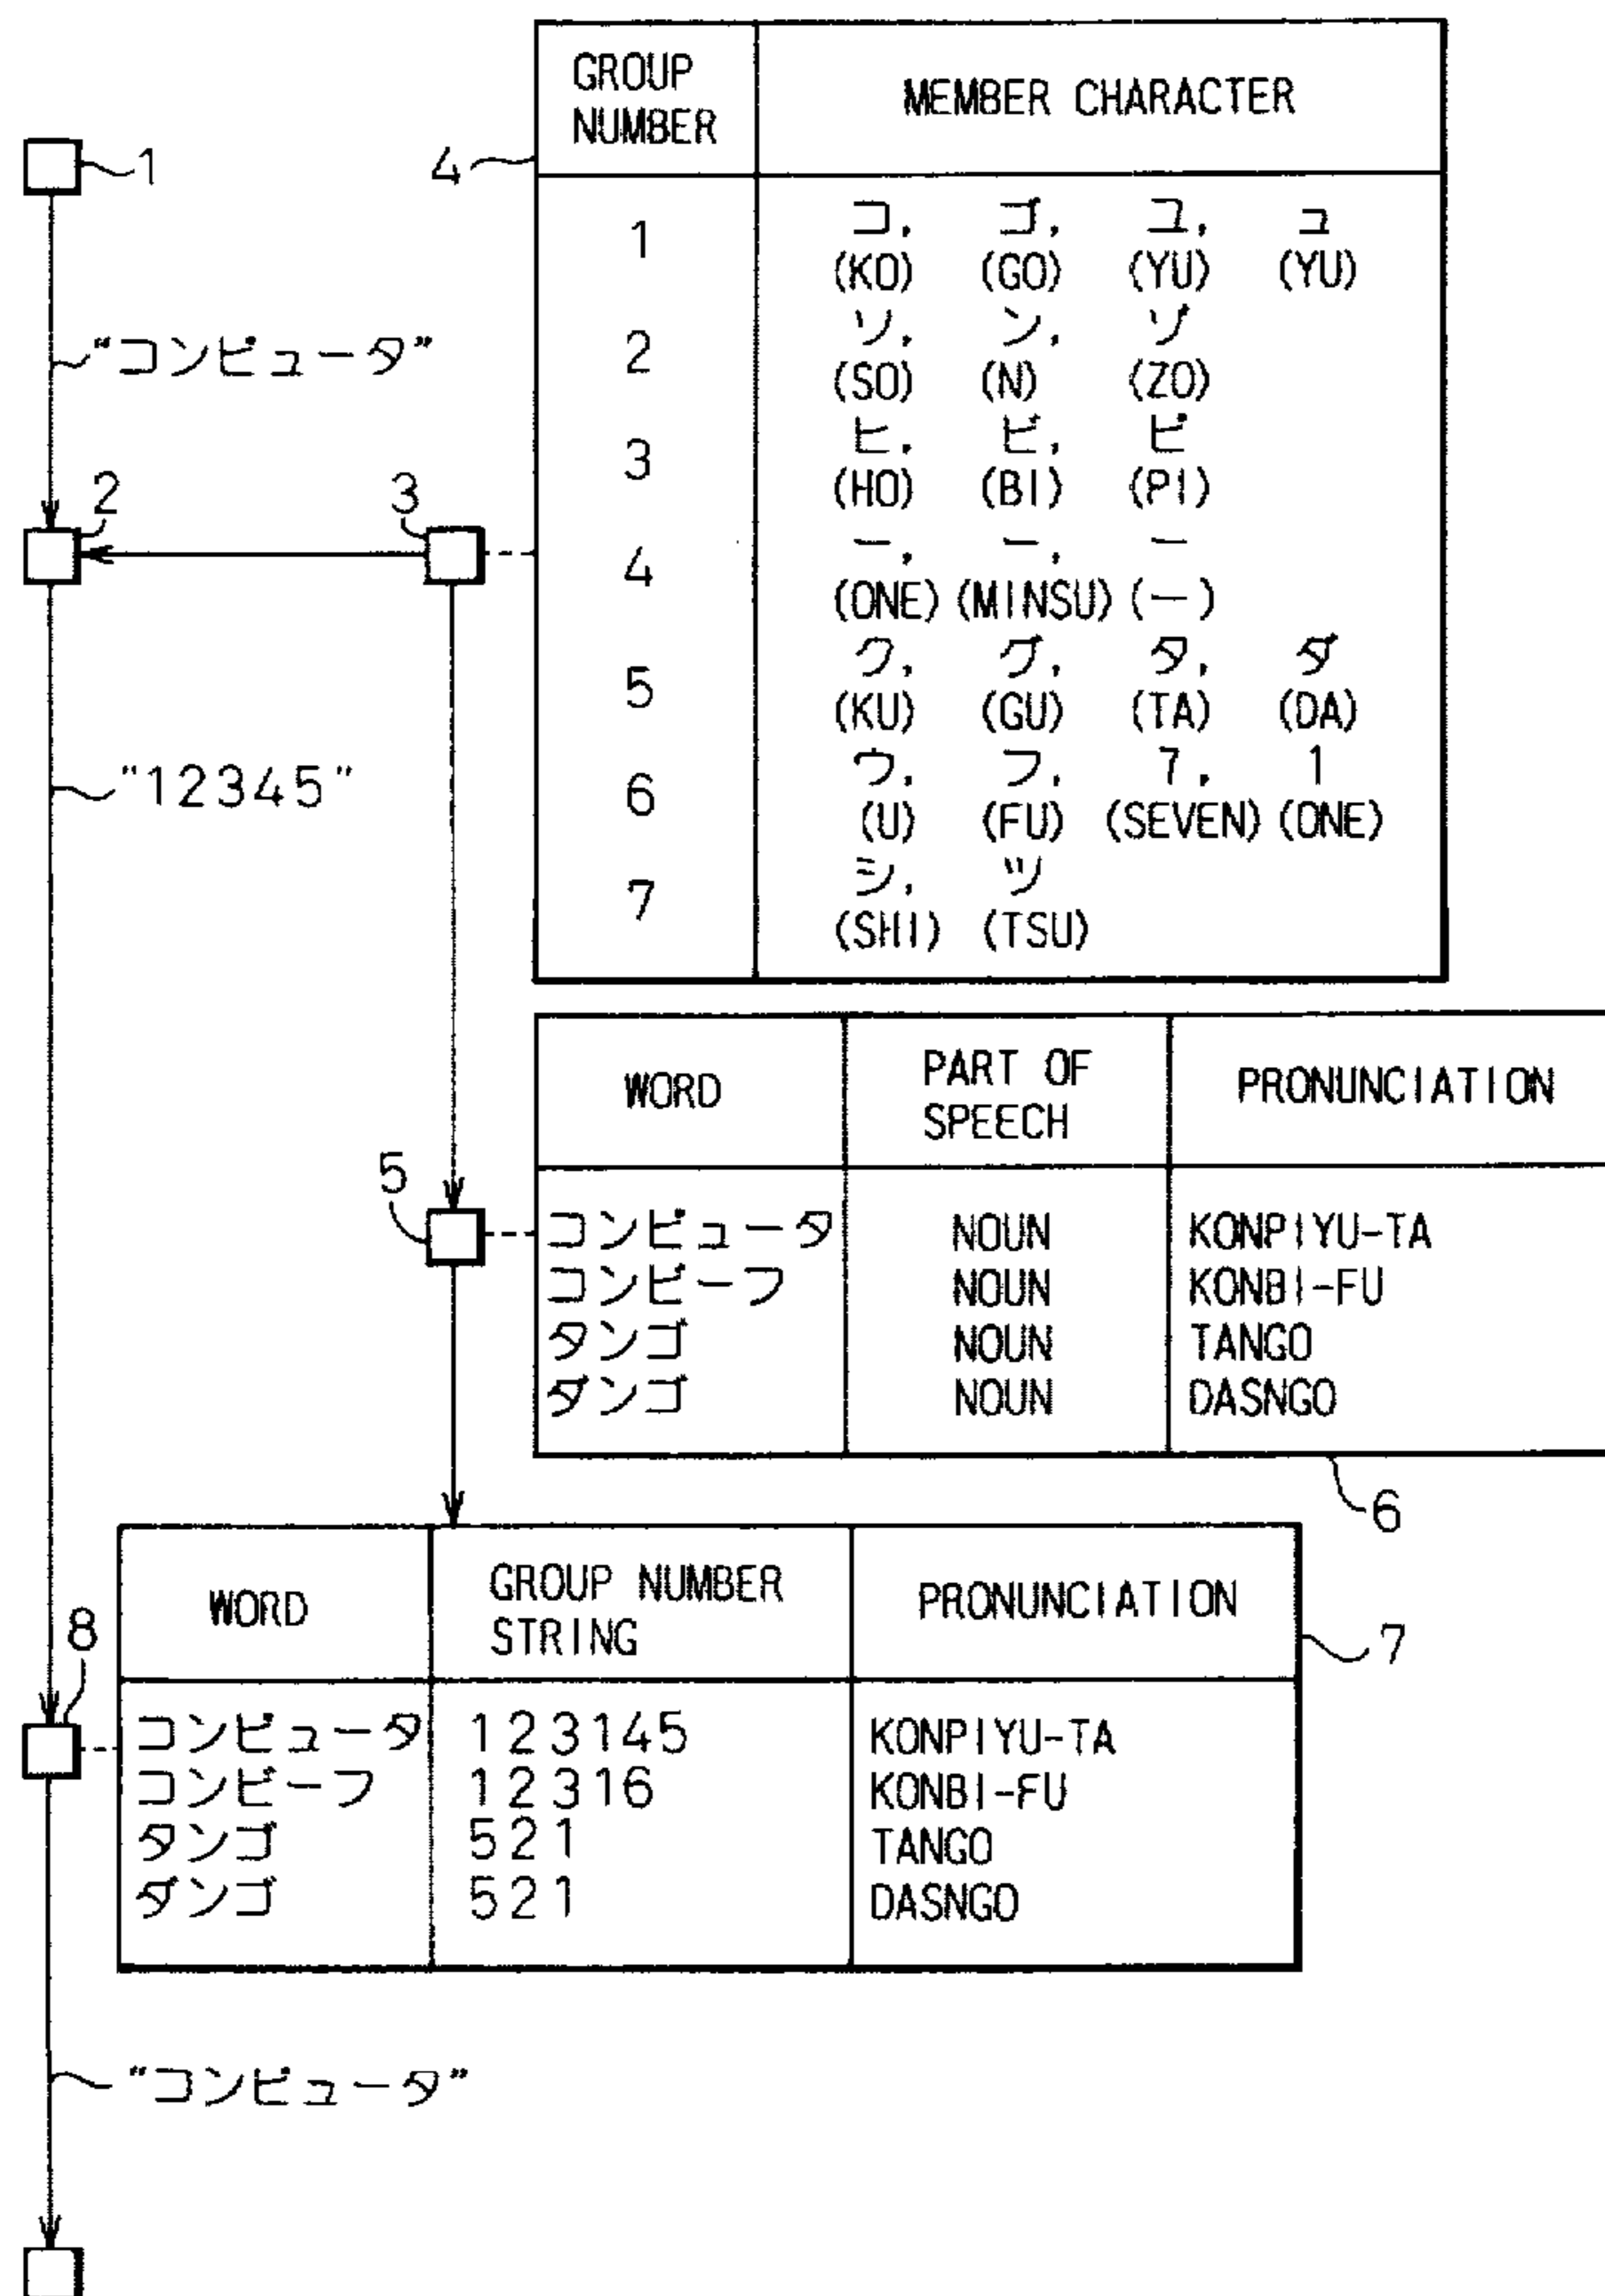 GROUP NUMBER
MEMBER CHARACTER
4
1
1
コ, ゴ, ユ, ュ
(KO) (GO) (YU) (YU)
2
ソ, ン, ゾ
(SO) (N) (ZO)
3
ヒ, ビ, ピ
(HO) (BI) (PI)
4
ー, ー, ー
(ONE) (MINSU) (ー)
5
ク, グ, タ, ダ
(KU) (GU) (TA) (DA)
6
ウ, フ, 7, 1
(U) (FU) (SEVEN) (ONE)
7
シ, ツ
(SHI) (TSU)
"コンピュータ"
2
3
"12345"
WORD
PART OF SPEECH
PRONUNCIATION
5
コンピュータ NOUN KONPIYU-TA
コンビーフ NOUN KONBI-FU
タンゴ NOUN TANGO
ダンゴ NOUN DASNGO
6
WORD
GROUP NUMBER STRING
PRONUNCIATION
7
8
コンピュータ 123145 KONPIYU-TA
コンビーフ 12316 KONBI-FU
タンゴ 521 TANGO
ダンゴ 521 DASNGO
"コンピュータ"